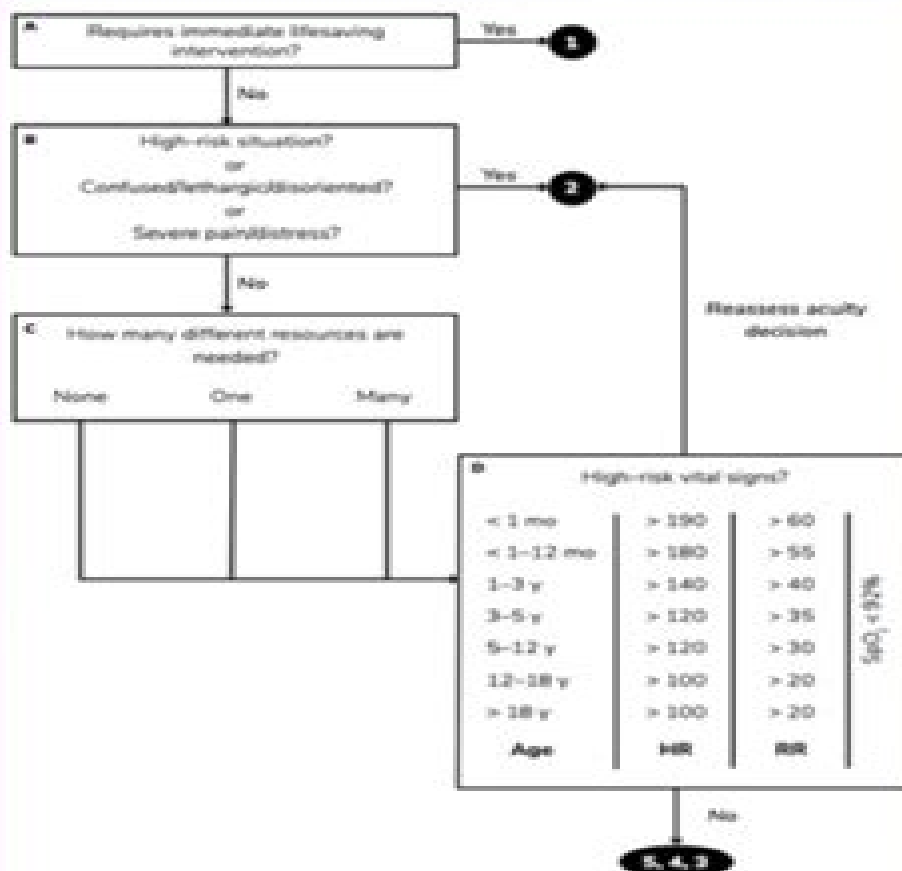 A
Requires immediate lifesaving
intervention?
Yes
1
No
B
High-risk situation?
or
Confused/lethargic/disoriented?
or
Severe pain/distress?
Yes
2
No
C
How many different resources are
needed?
None One Many
Reassess acuity
decision
D
High-risk vital signs?
< 1 mo > 190 > 60
< 1–12 mo > 180 > 55
1–3 y > 140 > 40
3–5 y > 120 > 35
5–12 y > 120 > 30
12–18 y > 100 > 20
> 18 y > 100 > 20
Age HR RR
SpO₂ < 92%
No
5, 4, 3